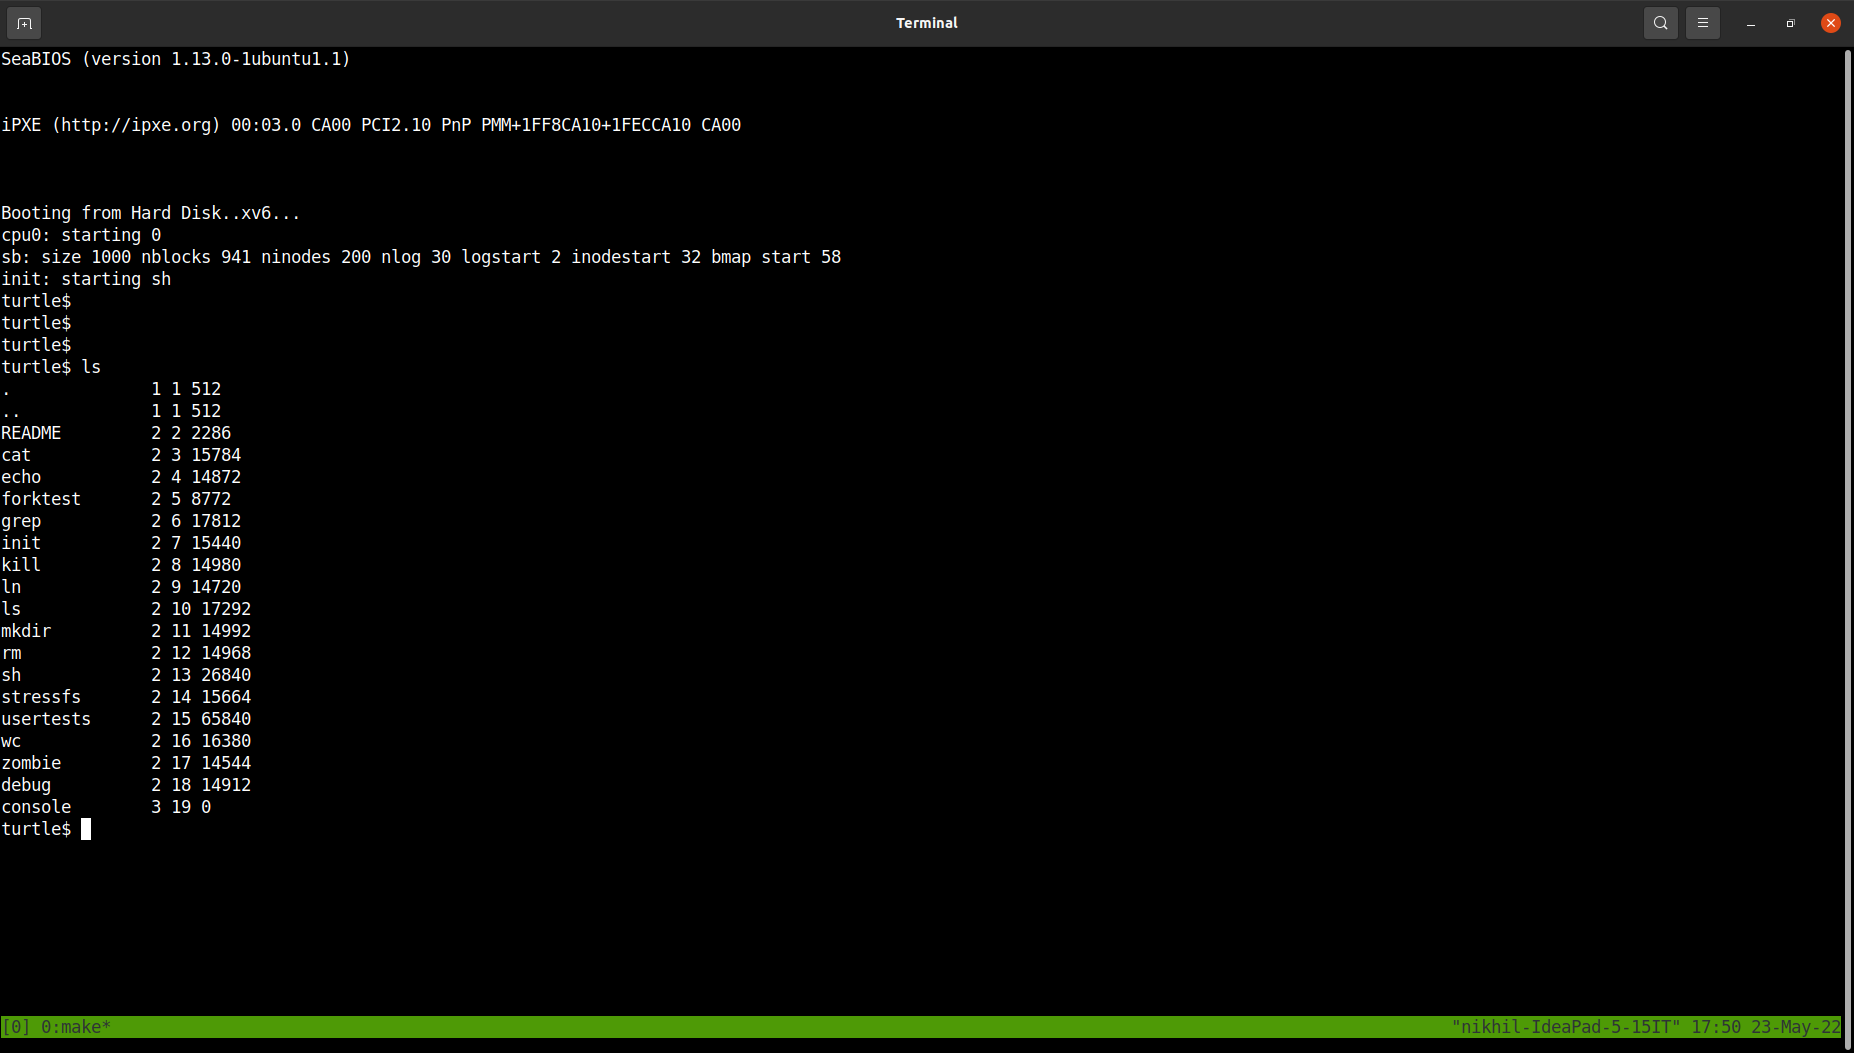 Terminal
SeaBIOS (version 1.13.0-1ubuntu1.1)
iPXE (http://ipxe.org) 00:03.0 CA00 PCI2.10 PnP PMM+1FF8CA10+1FECCA10 CA00
Booting from Hard Disk..xv6...
cpu0: starting 0
sb: size 1000 nblocks 941 ninodes 200 nlog 30 logstart 2 inodestart 32 bmap start 58
init: starting sh
turtle$
turtle$
turtle$
turtle$ ls
.              1 1 512
..             1 1 512
README         2 2 2286
cat            2 3 15784
echo           2 4 14872
forktest       2 5 8772
grep           2 6 17812
init           2 7 15440
kill           2 8 14980
ln             2 9 14720
ls             2 10 17292
mkdir          2 11 14992
rm             2 12 14968
sh             2 13 26840
stressfs       2 14 15664
usertests      2 15 65840
wc             2 16 16380
zombie         2 17 14544
debug          2 18 14912
console        3 19 0
turtle$
[0] 0:make* "nikhil-IdeaPad-5-15IT" 17:50 23-May-22